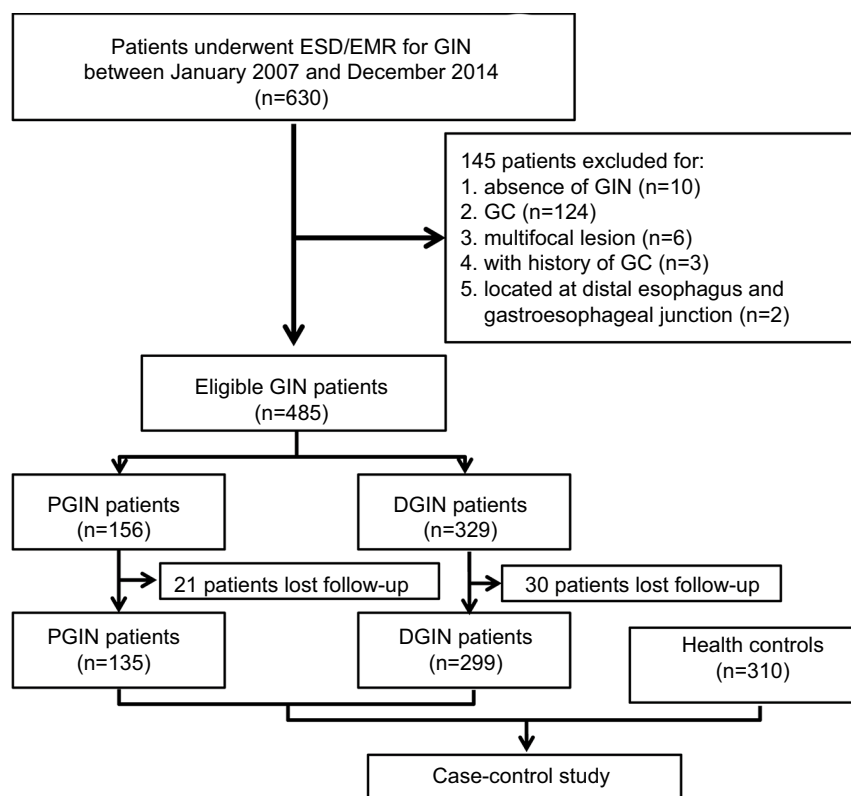 Patients underwent ESD/EMR for GIN
between January 2007 and December 2014
(n=630)
145 patients excluded for:
1. absence of GIN (n=10)
2. GC (n=124)
3. multifocal lesion (n=6)
4. with history of GC (n=3)
5. located at distal esophagus and
gastroesophageal junction (n=2)
Eligible GIN patients
(n=485)
PGIN patients
(n=156)
DGIN patients
(n=329)
21 patients lost follow-up
30 patients lost follow-up
PGIN patients
(n=135)
DGIN patients
(n=299)
Health controls
(n=310)
Case-control study